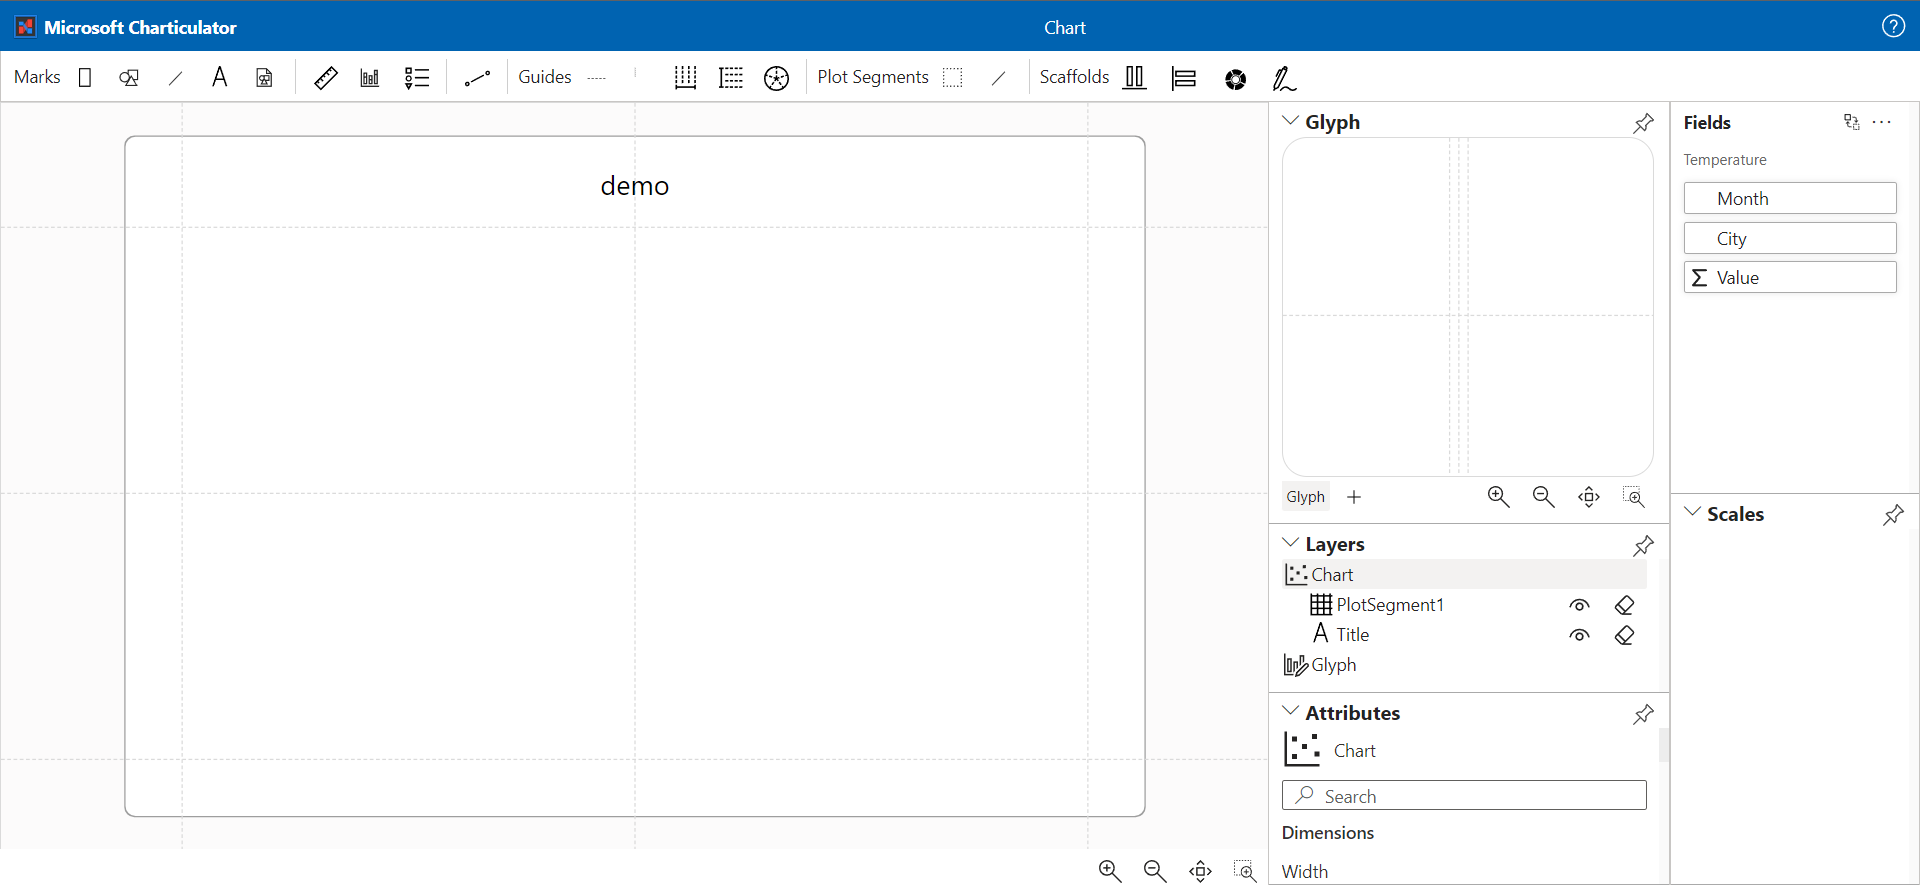 Microsoft Charticulator
Chart
Marks
Guides
Plot Segments
Scaffolds
demo
Glyph
Glyph
Layers
Chart
PlotSegment1
Title
Glyph
Attributes
Chart
Search
Dimensions
Width
Fields
Temperature
Month
City
Σ Value
Scales